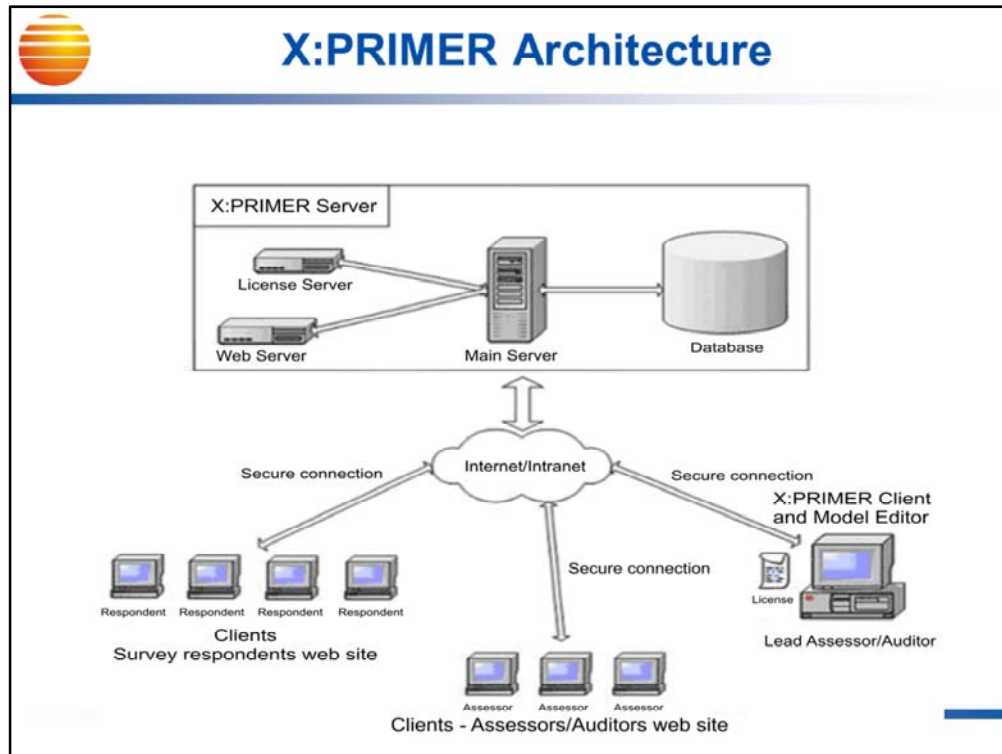 X:PRIMER Architecture
X:PRIMER Server
License Server
Web Server
Main Server
Database
Internet/Intranet
Secure connection
Secure connection
Secure connection
X:PRIMER Client
and Model Editor
License
Lead Assessor/Auditor
Respondent Respondent Respondent Respondent
Clients
Survey respondents web site
Assessor Assessor Assessor
Clients - Assessors/Auditors web site